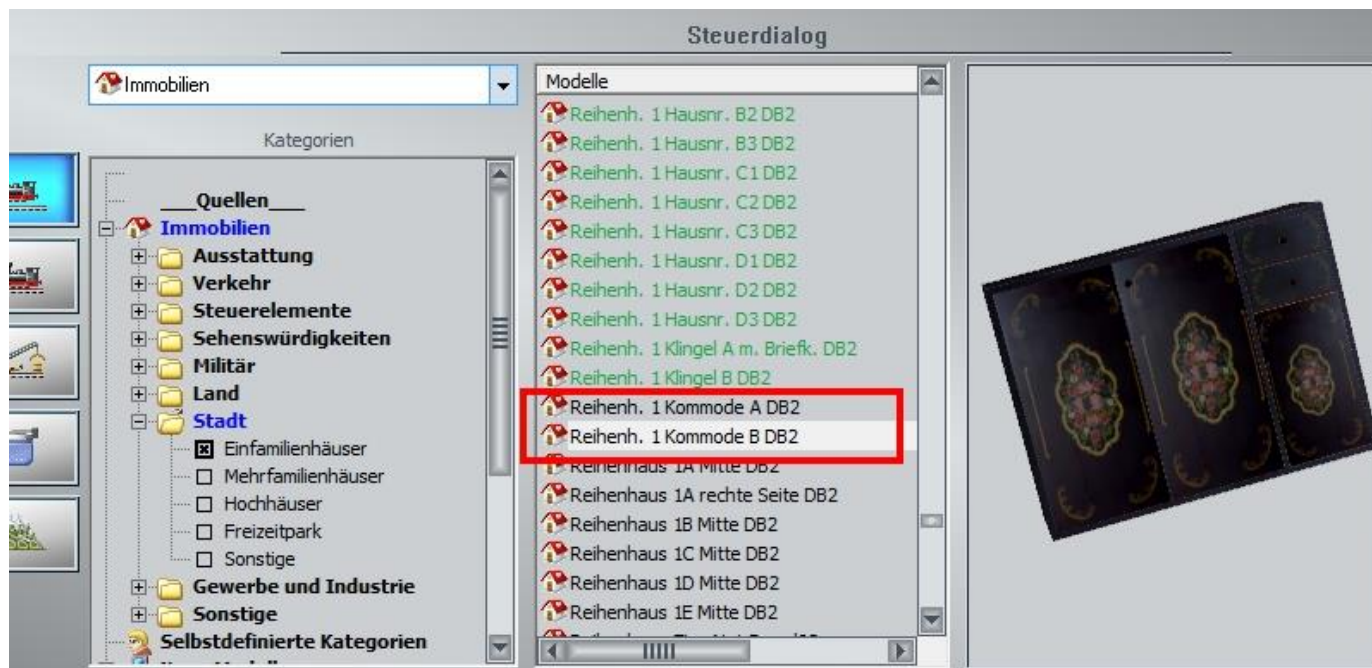 Steuerdialog
Immobilien
Kategorien
___Quellen___
Immobilien
Ausstattung
Verkehr
Steuerelemente
Sehenswürdigkeiten
Militär
Land
Stadt
Einfamilienhäuser
Mehrfamilienhäuser
Hochhäuser
Freizeitpark
Sonstige
Gewerbe und Industrie
Sonstige
Selbstdefinierte Kategorien
Modelle
Reihenh. 1 Hausnr. B2 DB2
Reihenh. 1 Hausnr. B3 DB2
Reihenh. 1 Hausnr. C1 DB2
Reihenh. 1 Hausnr. C2 DB2
Reihenh. 1 Hausnr. C3 DB2
Reihenh. 1 Hausnr. D1 DB2
Reihenh. 1 Hausnr. D2 DB2
Reihenh. 1 Hausnr. D3 DB2
Reihenh. 1 Klingel A m. Briefk. DB2
Reihenh. 1 Klingel B DB2
Reihenh. 1 Kommode A DB2
Reihenh. 1 Kommode B DB2
Reihenhaus 1A Mitte DB2
Reihenhaus 1A rechte Seite DB2
Reihenhaus 1B Mitte DB2
Reihenhaus 1C Mitte DB2
Reihenhaus 1D Mitte DB2
Reihenhaus 1E Mitte DB2